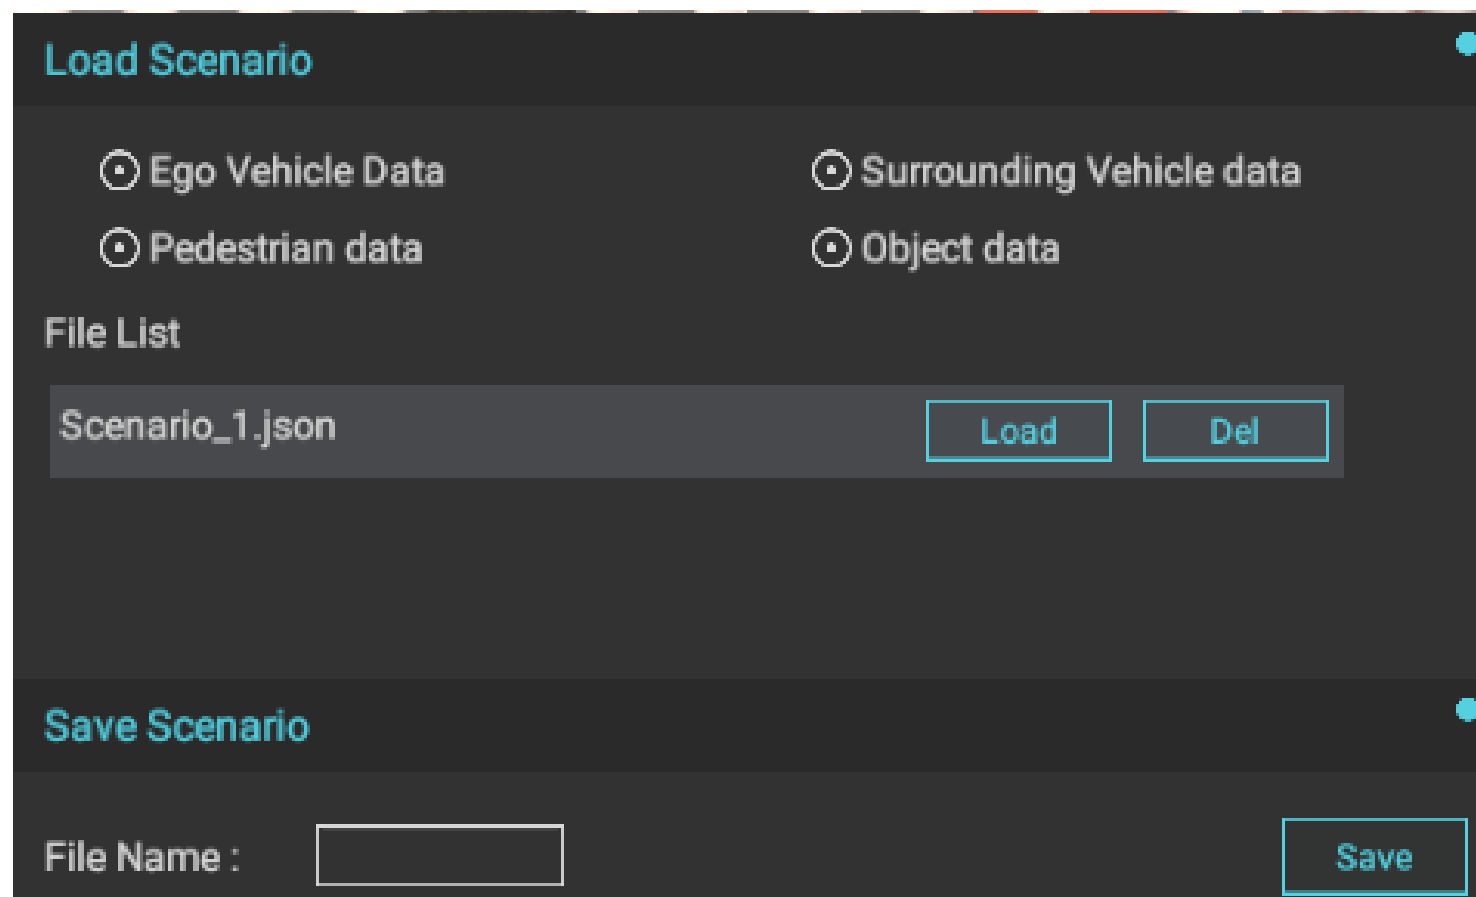 Load Scenario
Ego Vehicle Data
Surrounding Vehicle data
Pedestrian data
Object data
File List
Scenario_1.json
Load
Del
Save Scenario
File Name :
Save